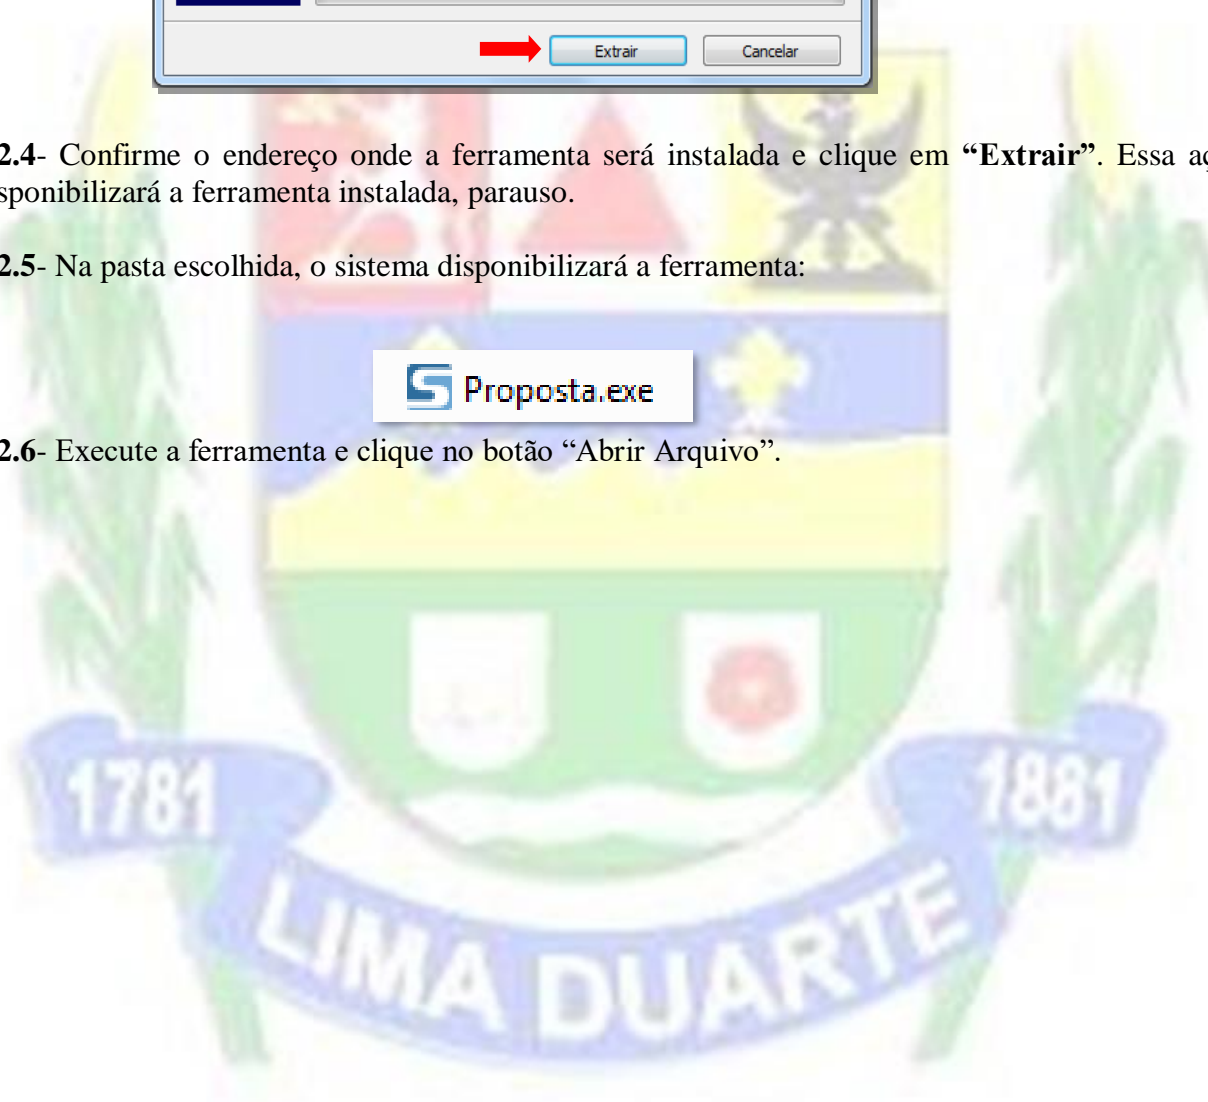 Extrair Cancelar
2.4- Confirme o endereço onde a ferramenta será instalada e clique em “Extrair”. Essa
sponibilizará a ferramenta instalada, parauso.
2.5- Na pasta escolhida, o sistema disponibilizará a ferramenta:
Proposta.exe
2.6- Execute a ferramenta e clique no botão “Abrir Arquivo”.
1781 1881
LIMA DUARTE